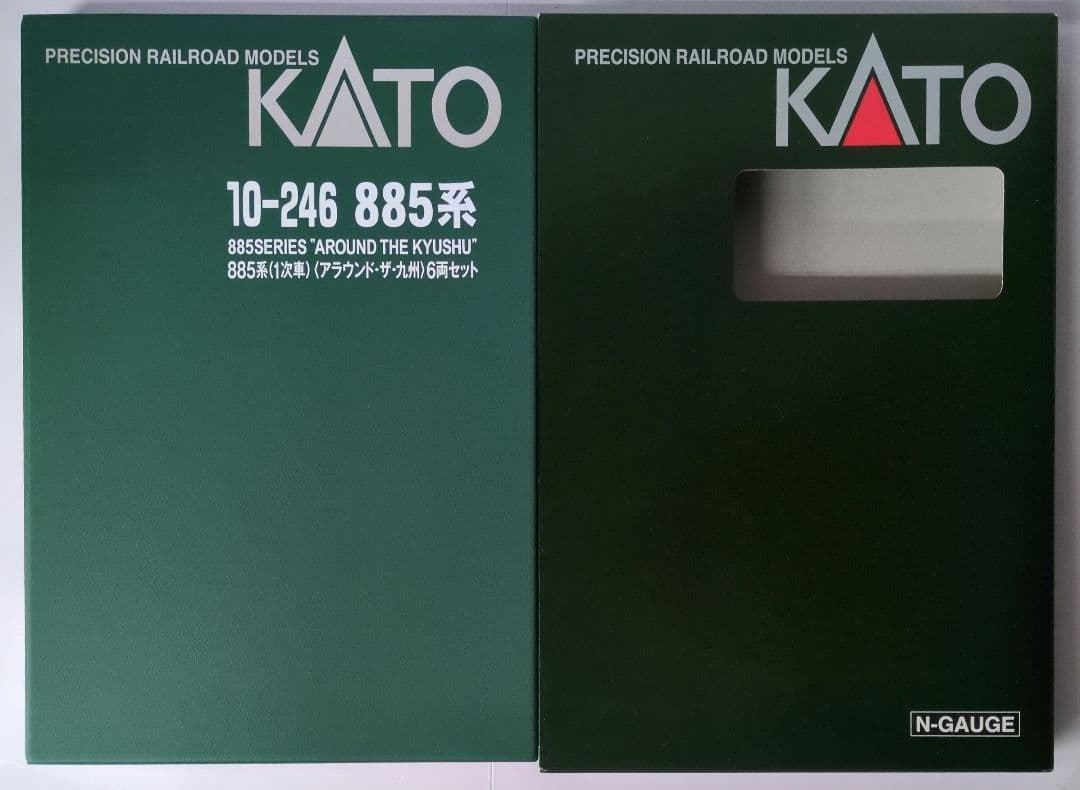 PRECISION RAILROAD MODELS
KATO
10-246 885系
885SERIES "AROUND THE KYUSHU"
885系(1次車)〈アラウンド・ザ・九州〉6両セット
PRECISION RAILROAD MODELS
KATO
N-GAUGE